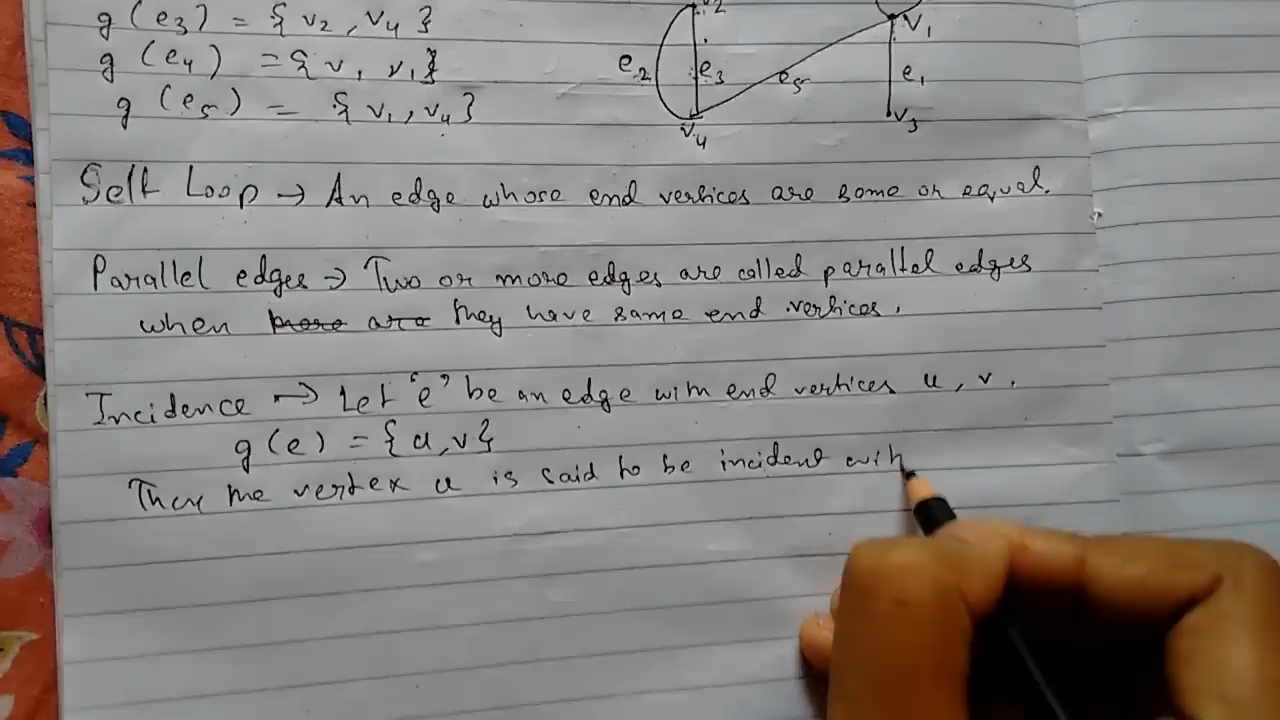 g(e3) = { v2, v4 }
g(e4) = { v1 v1 }
g(e5) = { v1, v4 }
v2
v1
e2
e3
e5
e1
v4
v3
Self Loop → An edge whose end vertices are same or equal.
Parallel edges → Two or more edges are called parallel edges
when more are they have same end vertices.
Incidence → Let "e" be an edge with end vertices u, v.
g(e) = {u,v}
Then the vertex u is said to be incident with